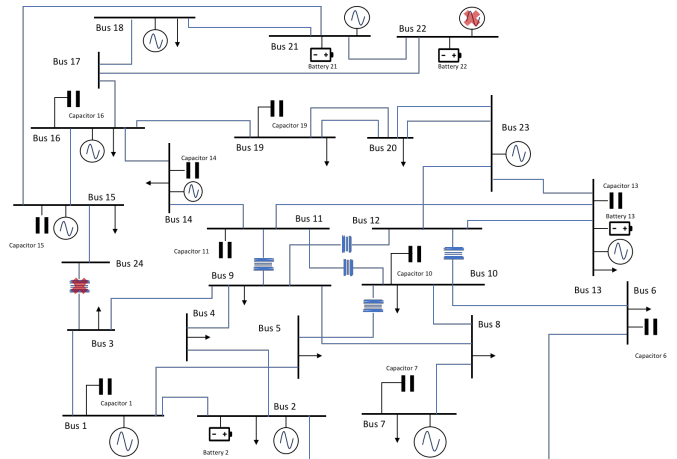 Bus 18
Bus 21
Battery 21
Bus 22
Battery 22
Bus 17
Capacitor 16
Bus 16
Capacitor 19
Bus 19
Bus 20
Bus 23
Capacitor 14
Bus 14
Capacitor 13
Battery 13
Bus 13
Bus 15
Capacitor 15
Bus 11
Capacitor 11
Bus 12
Bus 24
Bus 9
Capacitor 10
Bus 10
Bus 6
Capacitor 6
Bus 3
Bus 4
Bus 5
Bus 8
Capacitor 7
Capacitor 1
Bus 1
Bus 2
Battery 2
Bus 7